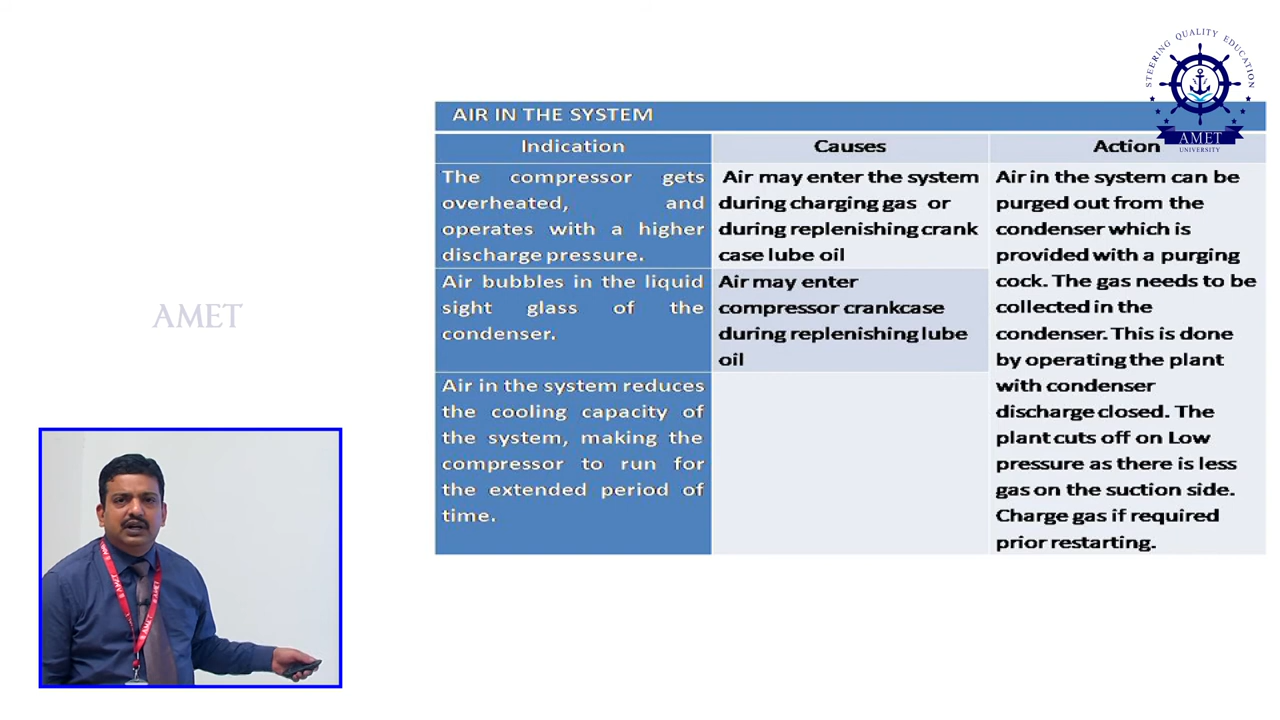 STEERING QUALITY EDUCATION
AMET
UNIVERSITY
AIR IN THE SYSTEM
Indication
Causes
Action
The compressor gets
overheated, and
operates with a higher
discharge pressure.
Air may enter the system
during charging gas or
during replenishing crank
case lube oil
Air in the system can be
purged out from the
condenser which is
provided with a purging
cock. The gas needs to be
collected in the
condenser. This is done
by operating the plant
with condenser
discharge closed. The
plant cuts off on Low
pressure as there is less
gas on the suction side.
Charge gas if required
prior restarting.
Air bubbles in the liquid
sight glass of the
condenser.
Air may enter
compressor crankcase
during replenishing lube
oil
Air in the system reduces
the cooling capacity of
the system, making the
compressor to run for
the extended period of
time.
AMET
AMET